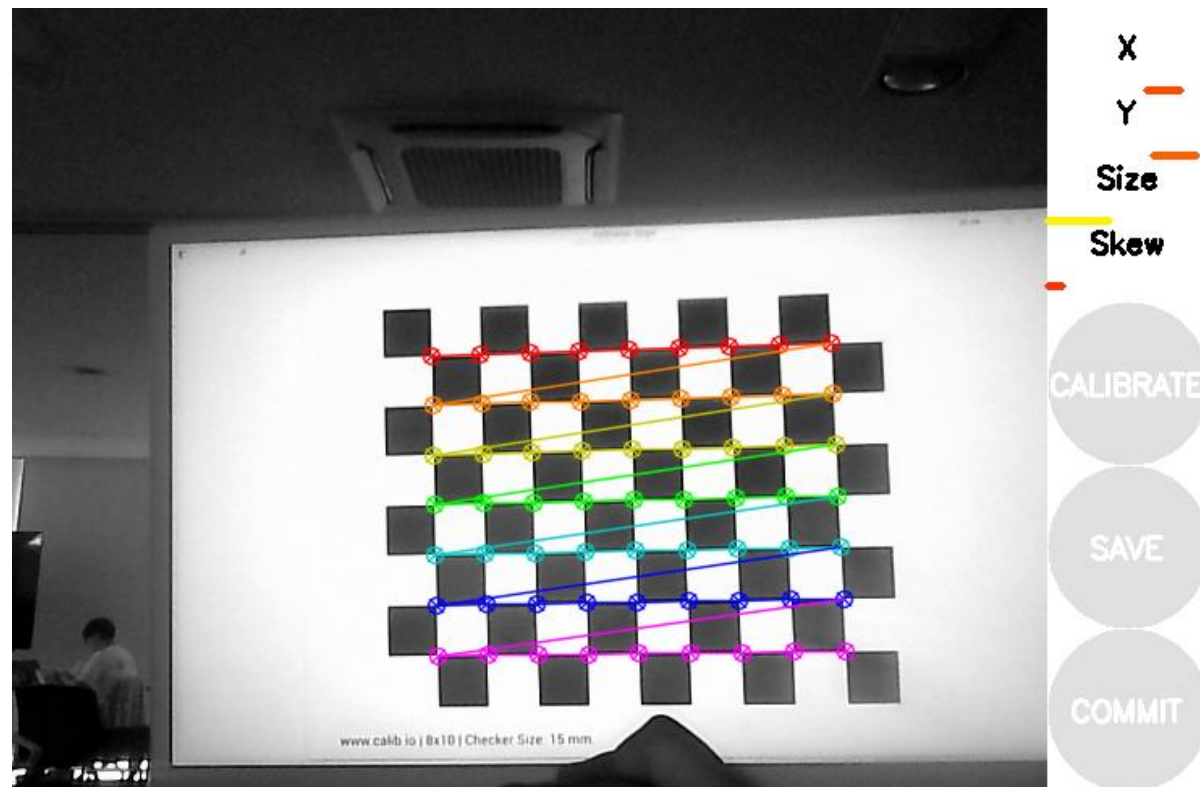 X
Y
Size
Skew
CALIBRATE
SAVE
COMMIT
www.calib.io | 8x10 | Checker Size: 15 mm.